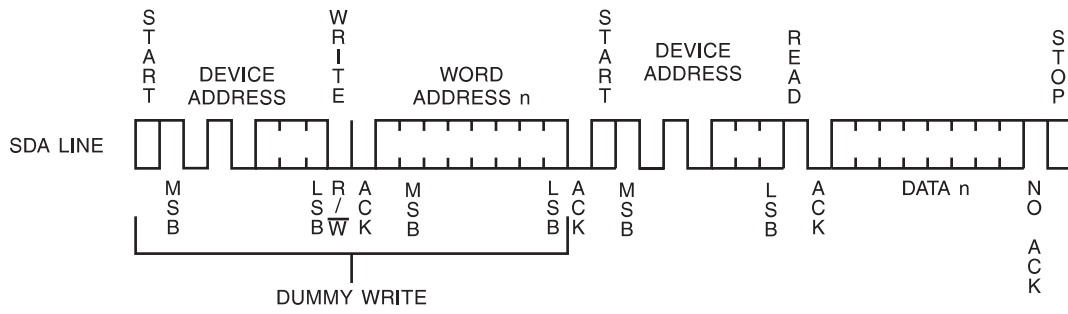 START
DEVICE
ADDRESS
WRITE
WORD
ADDRESS n
START
DEVICE
ADDRESS
READ
STOP
SDA LINE
MSB
LSB
R/W
ACK
MSB
LSB
ACK
MSB
LSB
ACK
DATA n
NO ACK
DUMMY WRITE